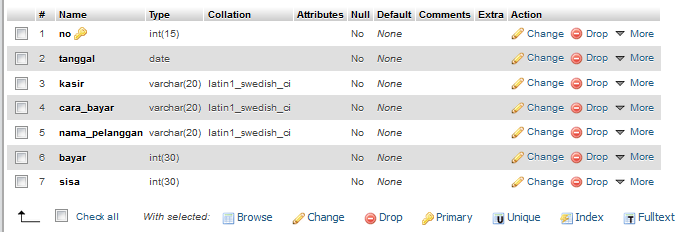 # Name Type Collation Attributes Null Default Comments Extra Action
1 no int(15) No None Change Drop More
2 tanggal date No None Change Drop More
3 kasir varchar(20) latin1_swedish_ci No None Change Drop More
4 cara_bayar varchar(20) latin1_swedish_ci No None Change Drop More
5 nama_pelanggan varchar(20) latin1_swedish_ci No None Change Drop More
6 bayar int(30) No None Change Drop More
7 sisa int(30) No None Change Drop More
Check all With selected: Browse Change Drop Primary U Unique Index T Fulltext